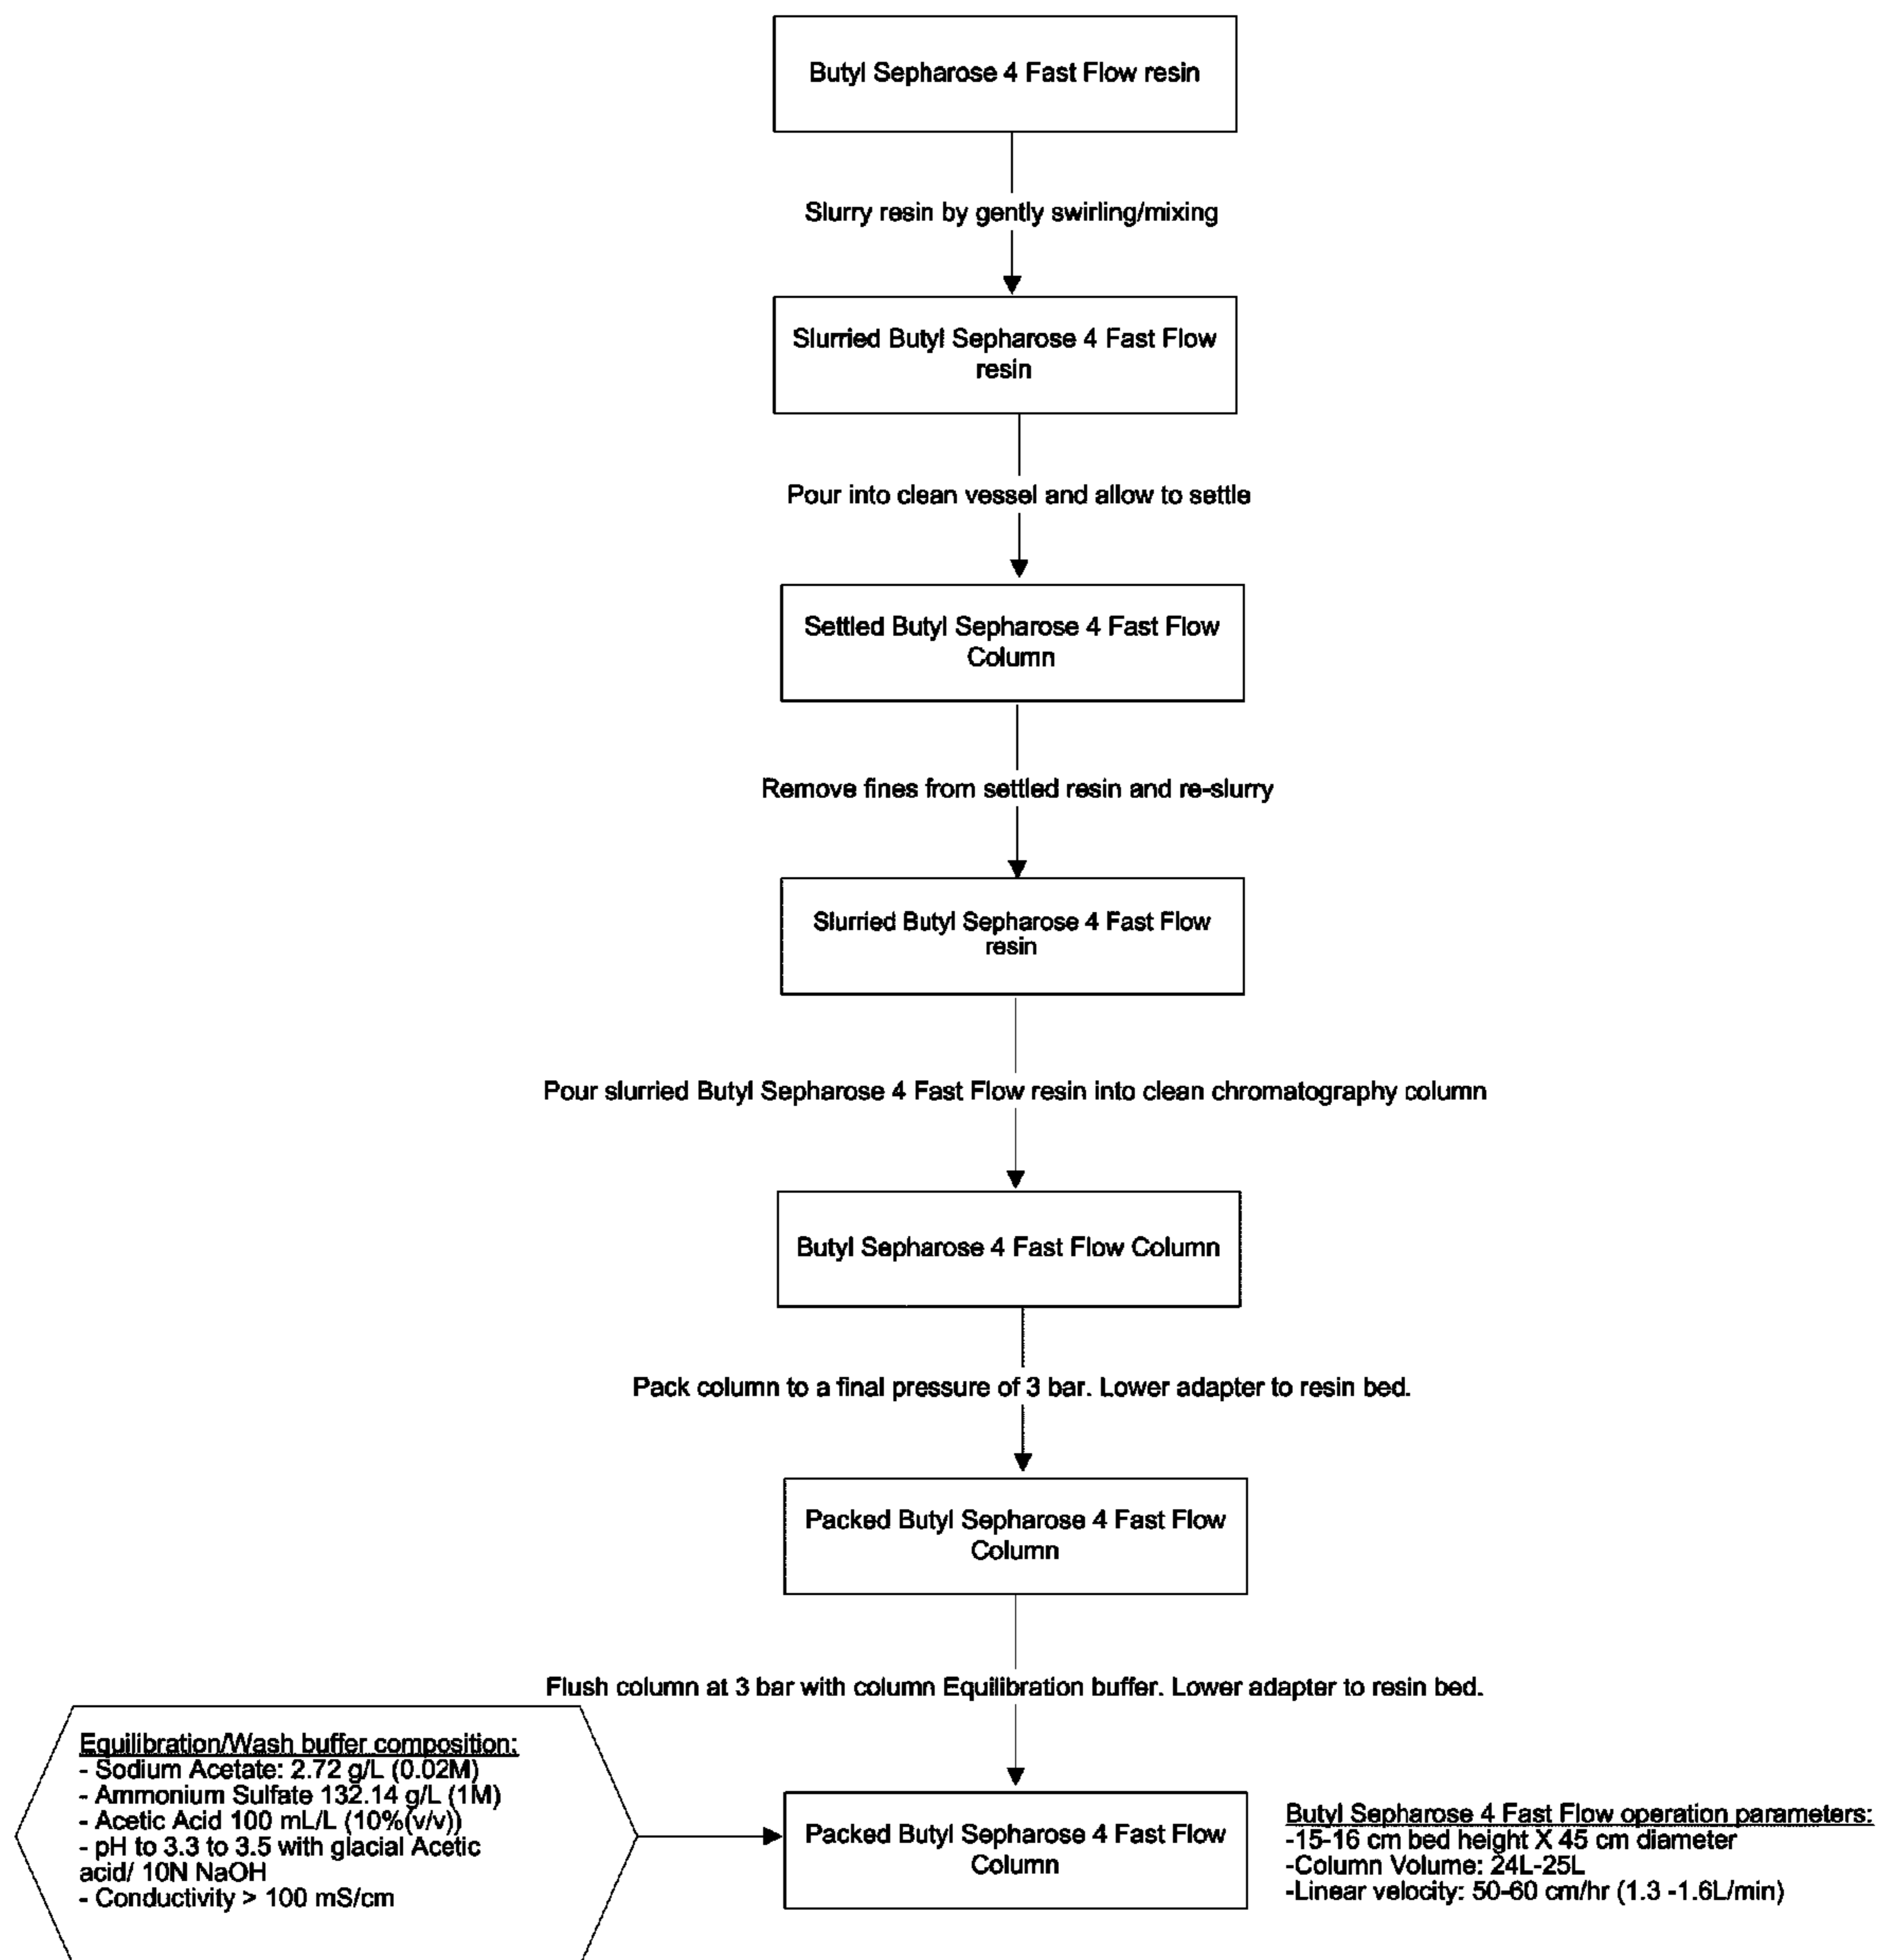 Butyl Sepharose 4 Fast Flow resin
Slurry resin by gently swirling/mixing
Slurried Butyl Sepharose 4 Fast Flow
resin
Pour into clean vessel and allow to settle
Settled Butyl Sepharose 4 Fast Flow
Column
Remove fines from settled resin and re-slurry
Slurried Butyl Sepharose 4 Fast Flow
resin
Pour slurried Butyl Sepharose 4 Fast Flow resin into clean chromatography column
Butyl Sepharose 4 Fast Flow Column
Pack column to a final pressure of 3 bar. Lower adapter to resin bed.
Packed Butyl Sepharose 4 Fast Flow
Column
Flush column at 3 bar with column Equilibration buffer. Lower adapter to resin bed.
Equilibration/Wash buffer composition:
- Sodium Acetate: 2.72 g/L (0.02M)
- Ammonium Sulfate 132.14 g/L (1M)
- Acetic Acid 100 mL/L (10%(v/v))
- pH to 3.3 to 3.5 with glacial Acetic
acid/ 10N NaOH
- Conductivity > 100 mS/cm
Packed Butyl Sepharose 4 Fast Flow
Column
Butyl Sepharose 4 Fast Flow operation parameters:
-15-16 cm bed height X 45 cm diameter
-Column Volume: 24L-25L
-Linear velocity: 50-60 cm/hr (1.3 -1.6L/min)